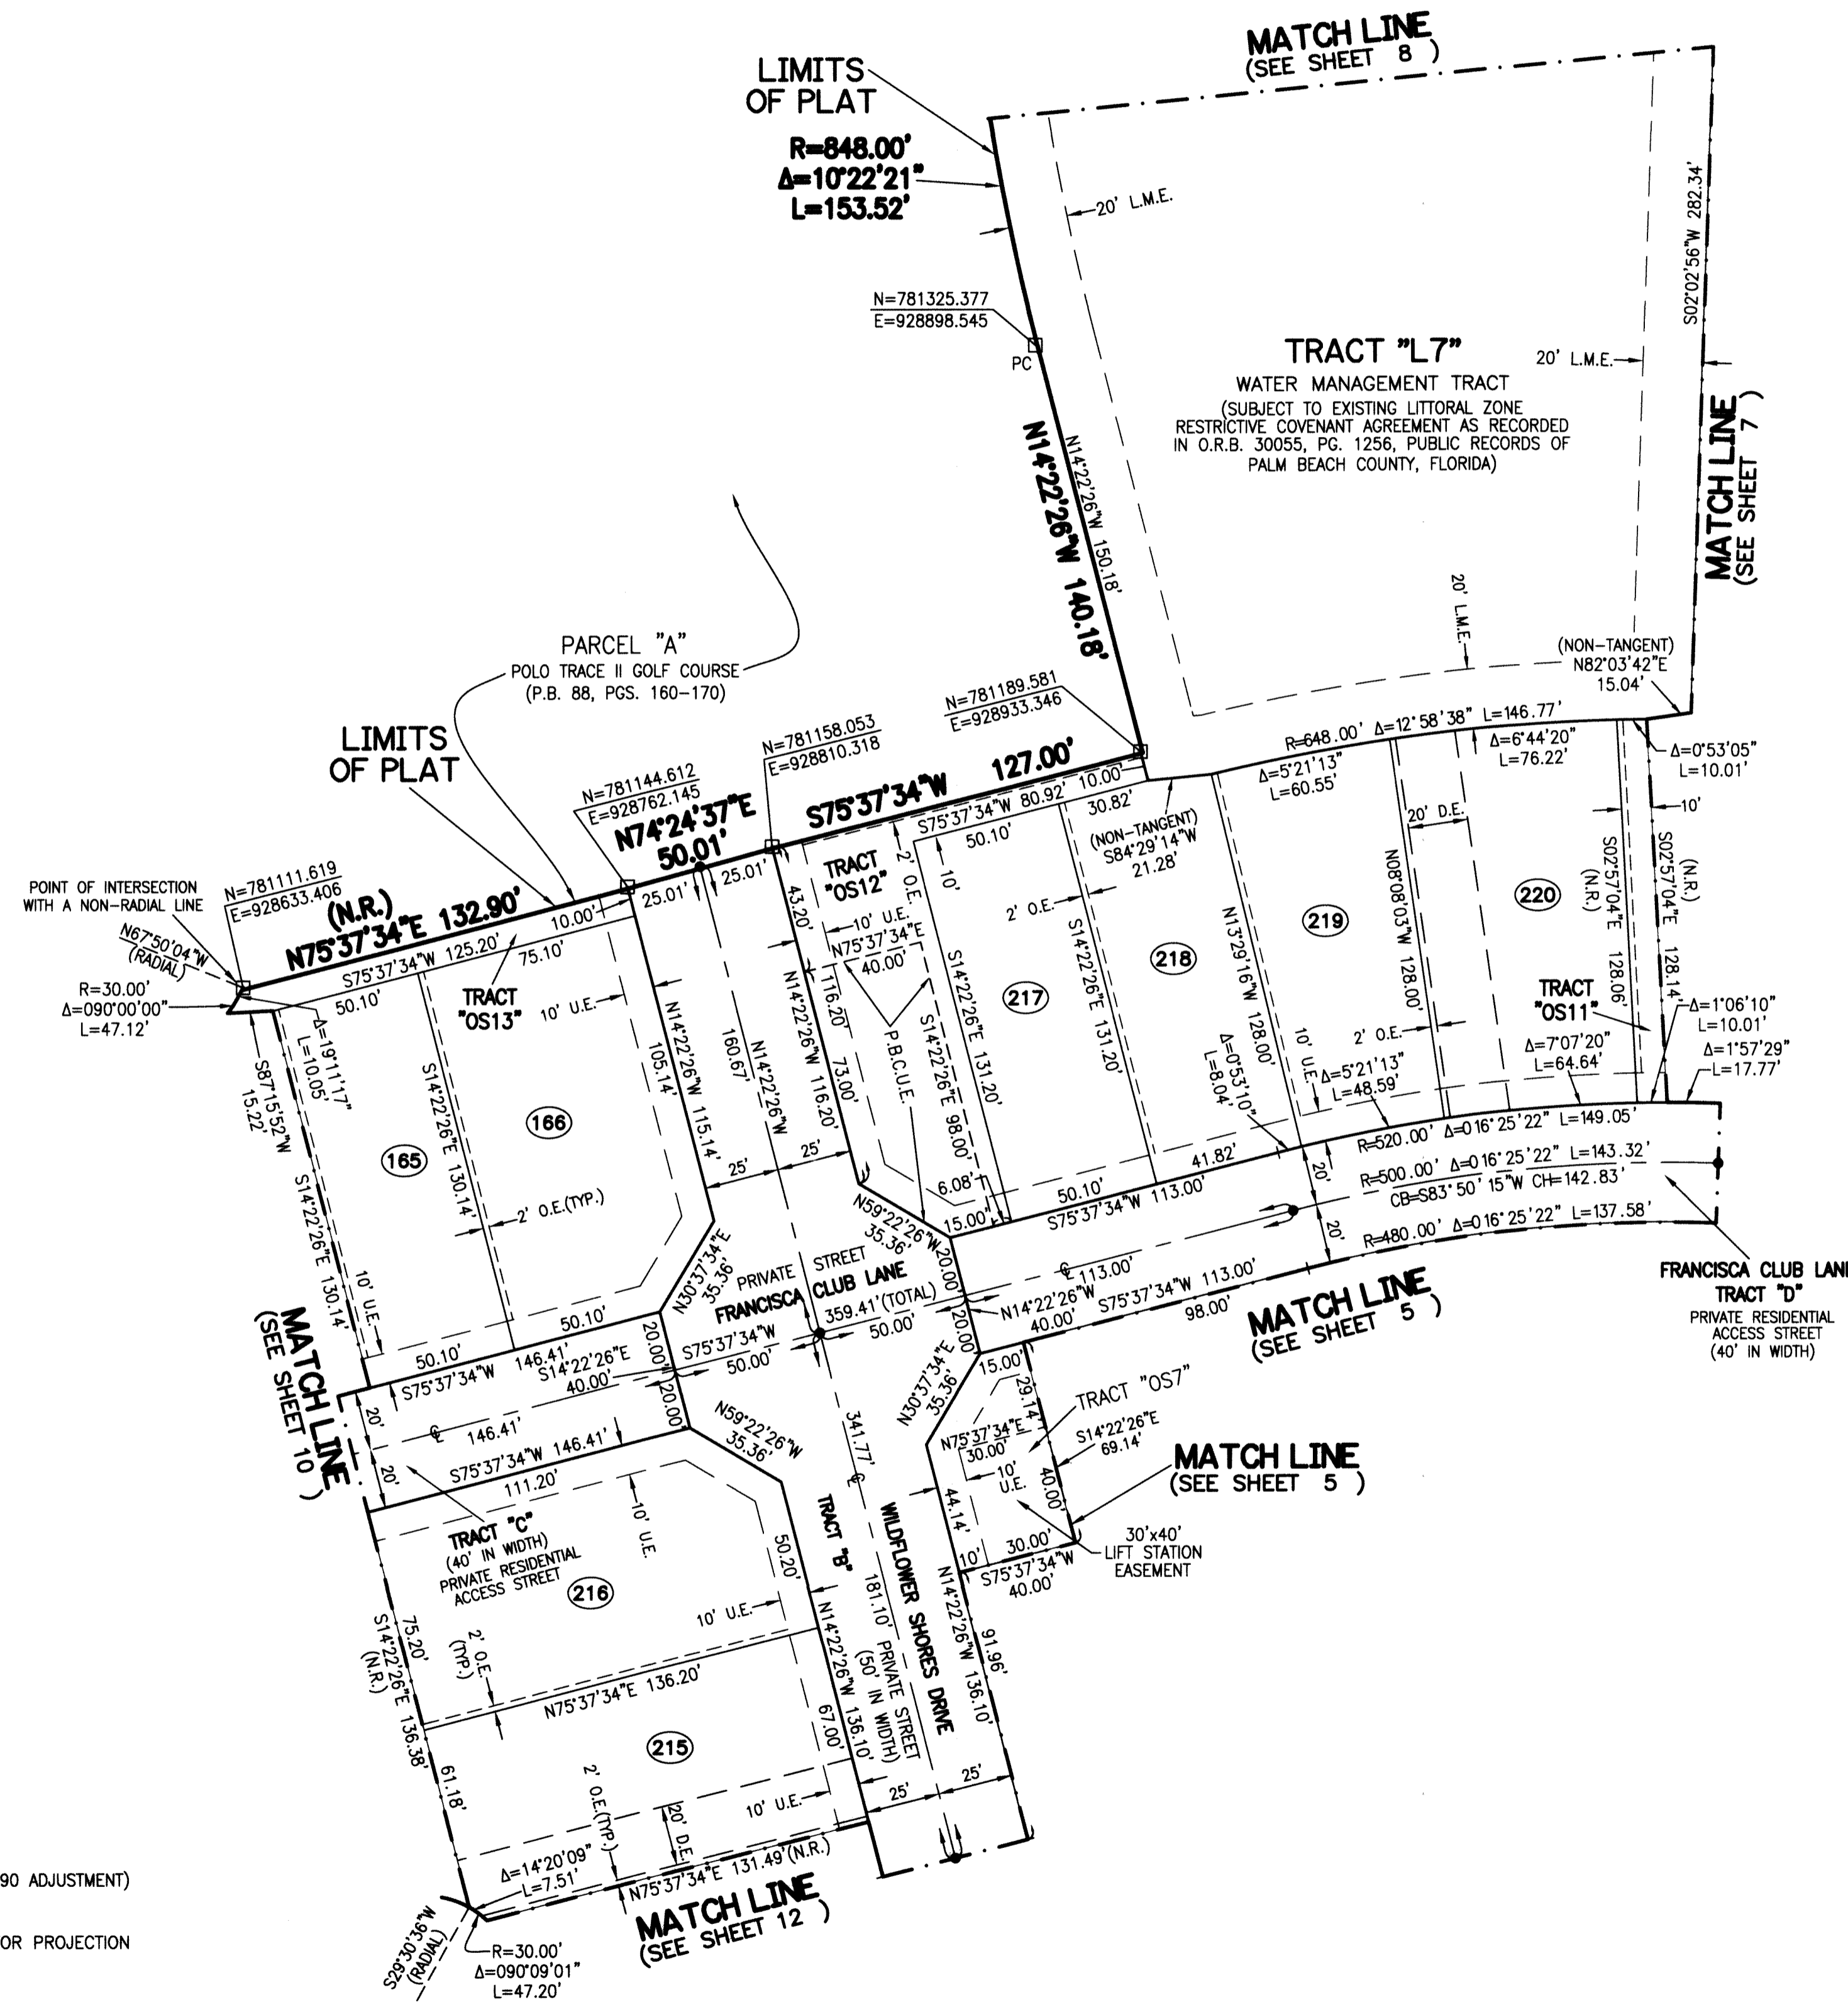 MATCH LINE
(SEE SHEET 8 )
LIMITS
OF PLAT
R=848.00'
Δ=10°22'21"
L=153.52'
20' L.M.E.
S02°02'56"W 282.34'
N=781325.377
E=928898.545
PC
TRACT "L7"
WATER MANAGEMENT TRACT
(SUBJECT TO EXISTING LITTORAL ZONE
RESTRICTIVE COVENANT AGREEMENT AS RECORDED
IN O.R.B. 30055, PG. 1256, PUBLIC RECORDS OF
PALM BEACH COUNTY, FLORIDA)
20' L.M.E.
MATCH LINE
(SEE SHEET 7 )
N14°22'26"W 140.18'
N14°22'26"W 150.18'
20' L.M.E.
(NON-TANGENT)
N82°03'42"E
15.04'
PARCEL "A"
POLO TRACE II GOLF COURSE
(P.B. 88, PGS. 160-170)
LIMITS
OF PLAT
N=781189.581
E=928933.346
N=781158.053
E=928810.318
N=781144.612
E=928762.145
N74°24'37"E
50.01'
S75°37'34"W 127.00'
S75°37'34"W 80.92' 10.00'
50.10'
30.82'
(NON-TANGENT)
S84°29'14"W
21.28'
R=648.00' Δ=12°58'38" L=146.77'
Δ=5°21'13"
L=60.55'
Δ=6°44'20"
L=76.22'
Δ=0°53'05"
L=10.01'
10'
20' D.E.
POINT OF INTERSECTION
WITH A NON-RADIAL LINE
N=781111.619
E=928633.406
N67°50'04"W
(RADIAL)
R=30.00'
Δ=090°00'00"
L=47.12'
(N.R.)
N75°37'34"E 132.90'
S75°37'34"W 125.20'
10.00'
75.10'
50.10'
25.01'
25.01'
TRACT
"OS13"
10' U.E.
TRACT
"OS12"
2' O.E.
10'
43.20'
10' U.E.
N75°37'34"E
40.00'
116.20'
73.00'
N14°22'26"W 116.20'
P.B.C.U.E.
S14°22'26"E 98.00'
S14°22'26"E 131.20'
217
2' O.E.
S14°22'26"E 131.20'
218
N13°29'16"W 128.00'
219
N08°08'03"W 128.00'
220
S02°57'04"E 128.06'
(N.R.)
S02°57'04"E 128.14'
(N.R.)
TRACT
"OS11"
2' O.E.
10' U.E.
Δ=0°53'10"
L=8.04'
Δ=5°21'13"
L=48.59'
Δ=7°07'20"
L=64.64'
Δ=1°06'10"
L=10.01'
Δ=1°57'29"
L=17.77'
Δ=19°11'17"
L=10.05'
S87°15'52"W
15.22'
S14°22'26"E 130.14'
165
S14°22'26"E 130.14'
166
2' O.E.(TYP.)
105.14'
N14°22'26"W 115.14'
160.67'
N14°22'26"W
25'
25'
6.08'
15.00'
50.10'
S75°37'34"W 113.00'
41.82'
R=520.00' Δ=016°25'22" L=149.05'
R=500.00' Δ=016°25'22" L=143.32'
CB=S83°50'15"W CH=142.83'
R=480.00' Δ=016°25'22" L=137.58'
20'
20'
FRANCISCA CLUB LANE
TRACT "D"
PRIVATE RESIDENTIAL
ACCESS STREET
(40' IN WIDTH)
N59°22'26"W
35.36'
N30°37'34"E
35.36'
PRIVATE STREET
FRANCISCA CLUB LANE
359.41'(TOTAL)
S75°37'34"W
50.00'
50.00'
20.00'
20.00'
N14°22'26"W
40.00'
℄ 113.00'
S75°37'34"W 113.00'
98.00'
MATCH LINE
(SEE SHEET 5 )
10' U.E.
50.10'
50.10'
S75°37'34"W 146.41'
S14°22'26"E
40.00'
20.00'
20.00'
MATCH LINE
(SEE SHEET 10 )
20'
20'
℄ 146.41'
S75°37'34"W 146.41'
111.20'
N59°22'26"W
35.36'
N30°37'34"E
35.36'
15.00'
29.14'
TRACT "OS7"
N75°37'34"E
30.00'
S14°22'26"E
69.14'
10'
U.E.
40.00'
44.14'
30.00'
10'
S75°37'34"W
40.00'
MATCH LINE
(SEE SHEET 5 )
30'x40'
LIFT STATION
EASEMENT
341.77'
℄
TRACT "B"
WILDFLOWER SHORES DRIVE
181.10' PRIVATE STREET
(50' IN WIDTH)
TRACT "C"
(40' IN WIDTH)
PRIVATE RESIDENTIAL
ACCESS STREET
10' U.E.
216
50.20'
10' U.E.
75.20'
S14°22'26"E 136.38'
(N.R.)
2' O.E.
(TYP.)
N75°37'34"E 136.20'
N14°22'26"W 136.10'
67.00'
N14°22'26"W 136.10'
91.96'
215
61.18'
2' O.E.(TYP.)
20' D.E.
10' U.E.
25'
25'
Δ=14°20'09"
L=7.51'
N75°37'34"E 131.49'(N.R.)
MATCH LINE
(SEE SHEET 12 )
S29°30'36"W
(RADIAL)
R=30.00'
Δ=090°09'01"
L=47.20'
90 ADJUSTMENT)
OR PROJECTION